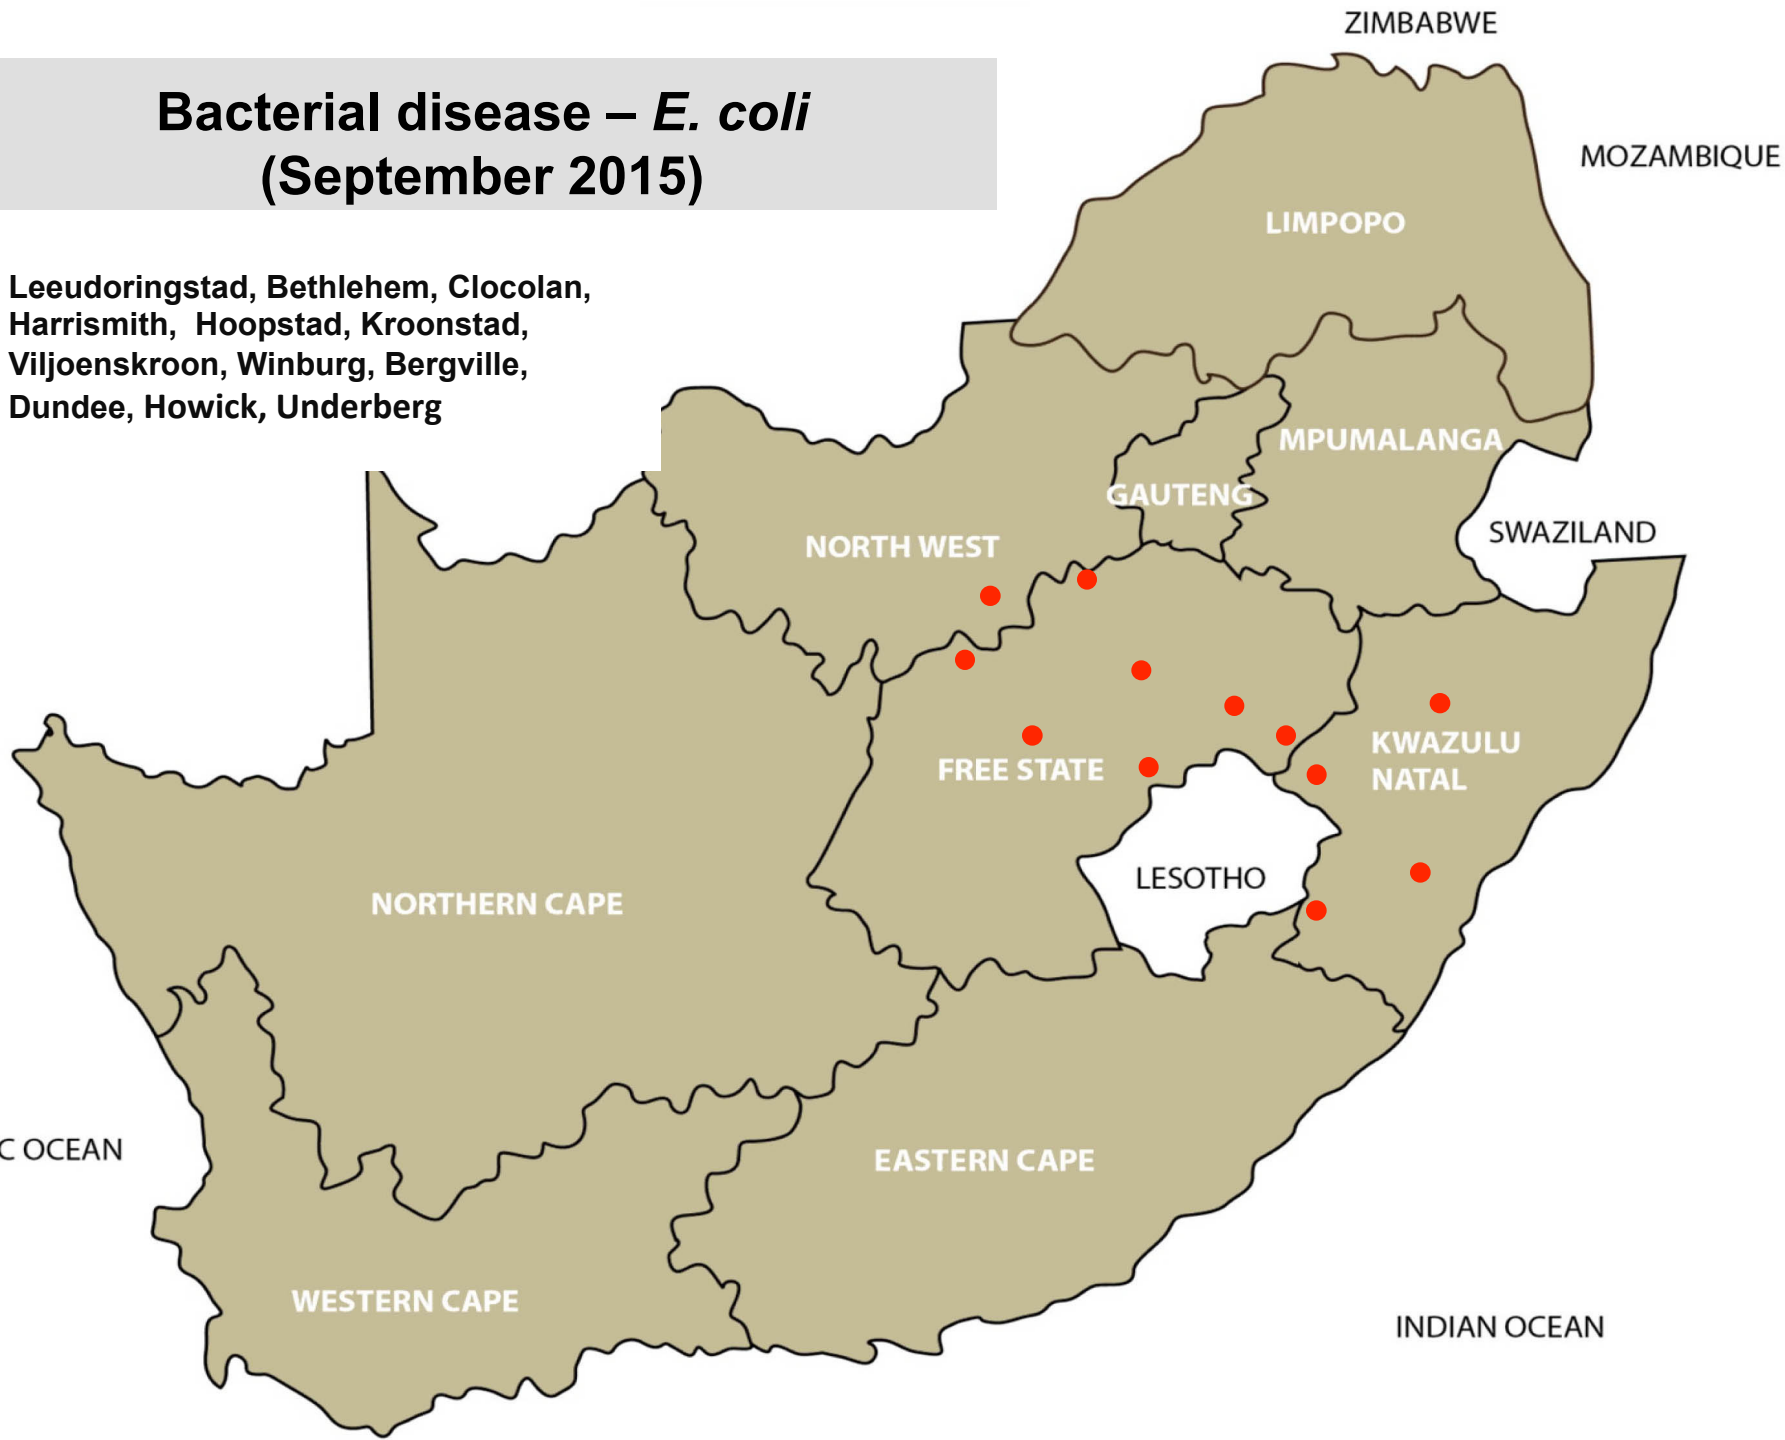 ZIMBABWE
Bacterial disease – E. coli
(September 2015)
MOZAMBIQUE
LIMPOPO
Leeudoringstad, Bethlehem, Clocolan,
Harrismith, Hoopstad, Kroonstad,
Viljoenskroon, Winburg, Bergville,
Dundee, Howick, Underberg
MPUMALANGA
GAUTENG
SWAZILAND
NORTH WEST
KWAZULU
NATAL
FREE STATE
LESOTHO
NORTHERN CAPE
C OCEAN
EASTERN CAPE
WESTERN CAPE
INDIAN OCEAN